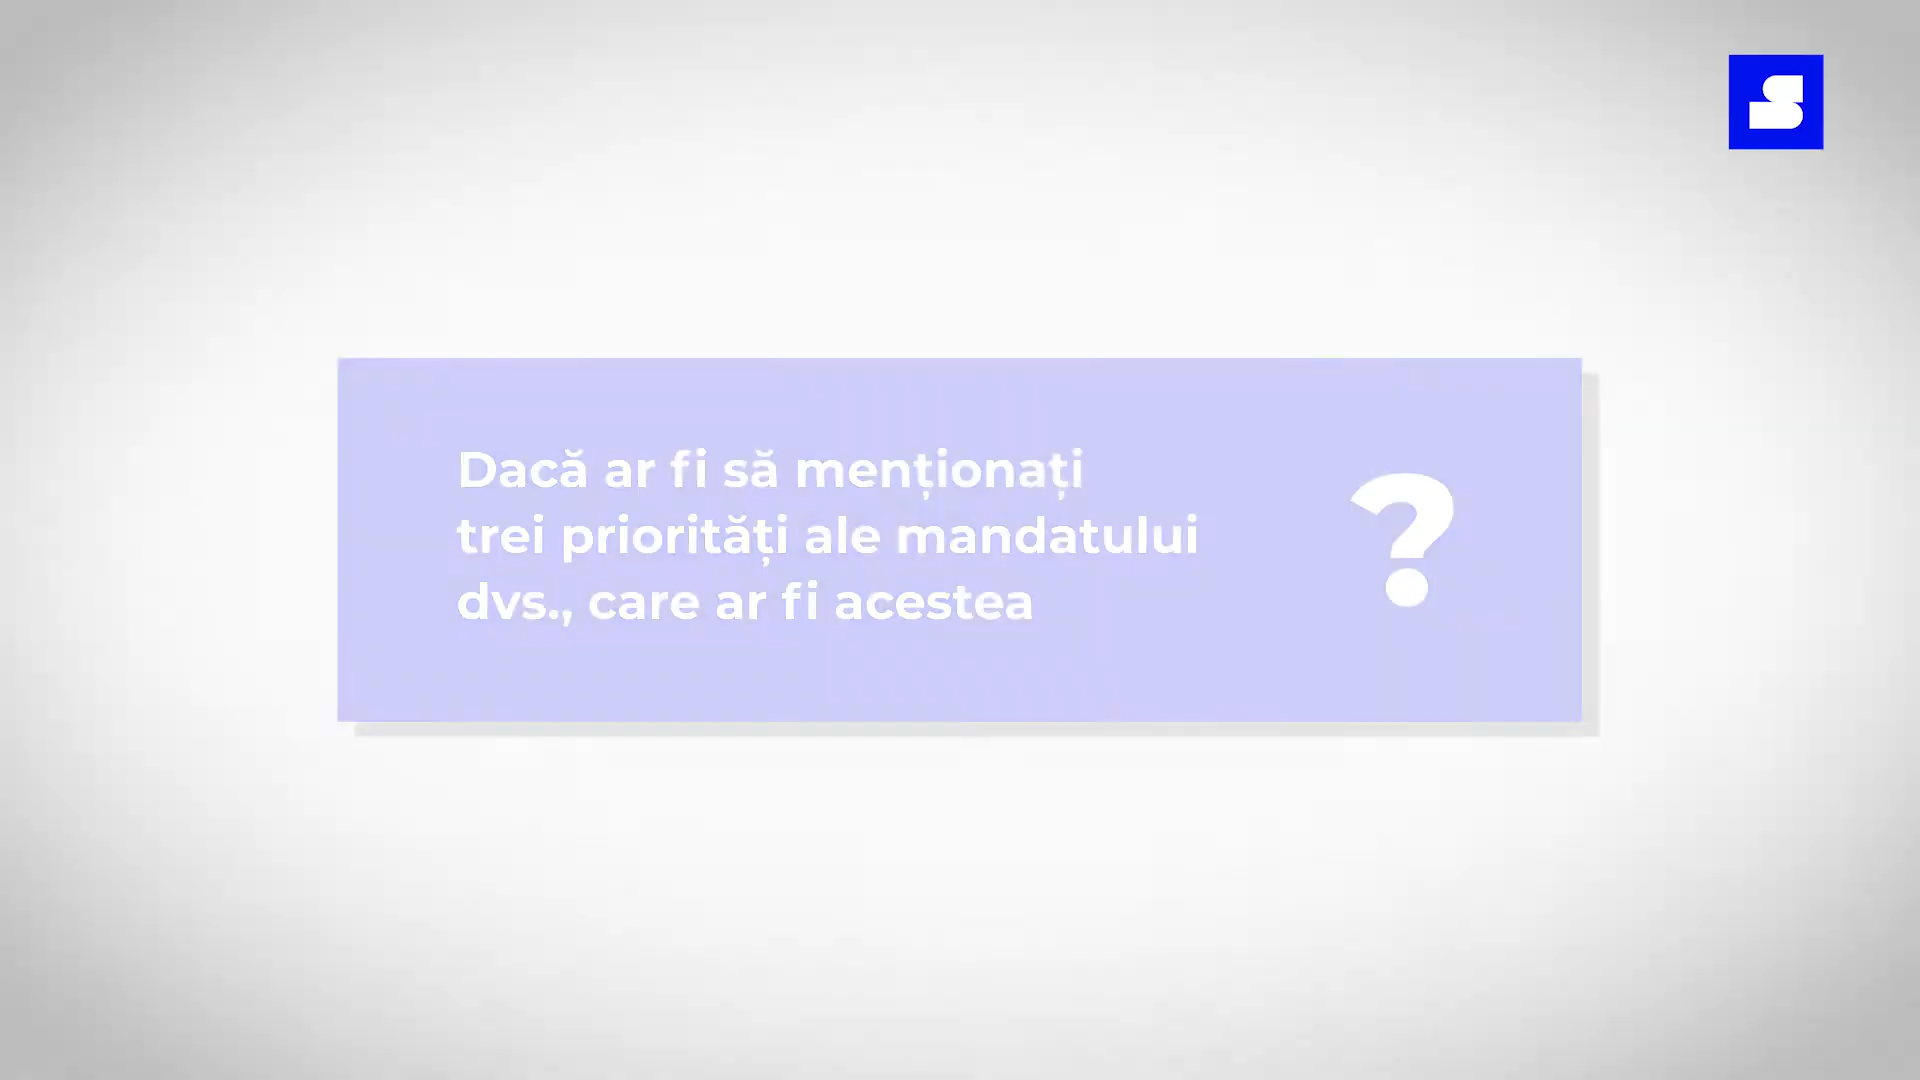 Dacă ar fi să menționați
trei priorități ale mandatului
dvs., care ar fi acestea
?